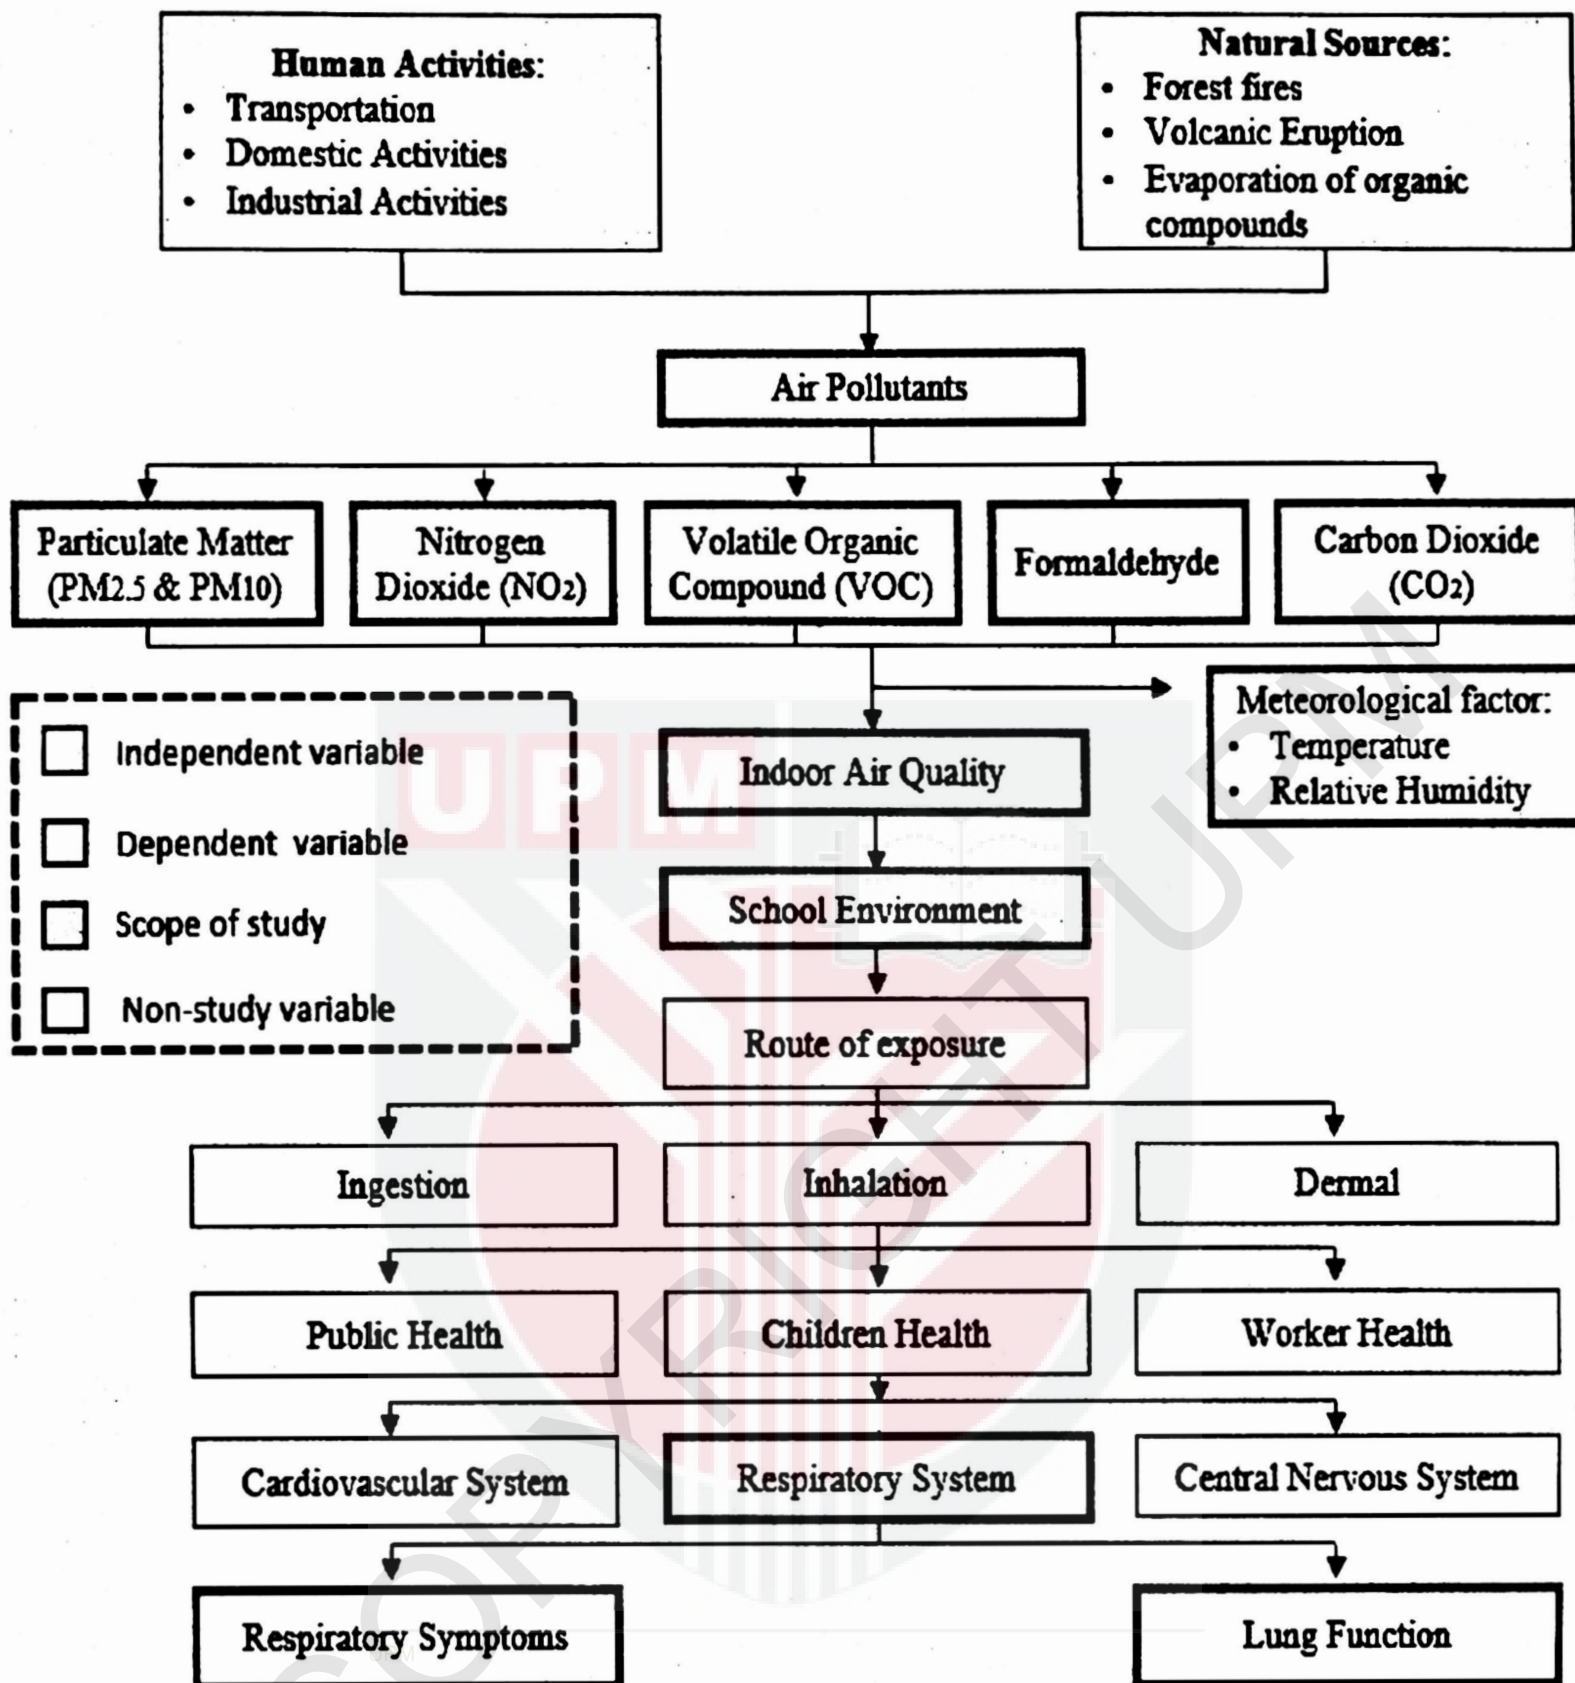 Human Activities:
• Transportation
• Domestic Activities
• Industrial Activities
Natural Sources:
• Forest fires
• Volcanic Eruption
• Evaporation of organic
compounds
Air Pollutants
Particulate Matter
(PM2.5 & PM10)
Nitrogen
Dioxide (NO2)
Volatile Organic
Compound (VOC)
Formaldehyde
Carbon Dioxide
(CO2)
Meteorological factor:
• Temperature
• Relative Humidity
Independent variable
Dependent variable
Scope of study
Non-study variable
UPM
Indoor Air Quality
School Environment
Route of exposure
Ingestion
Inhalation
Dermal
Public Health
Children Health
Worker Health
Cardiovascular System
Respiratory System
Central Nervous System
Respiratory Symptoms
Lung Function
COPYRIGHT UPM
UPM